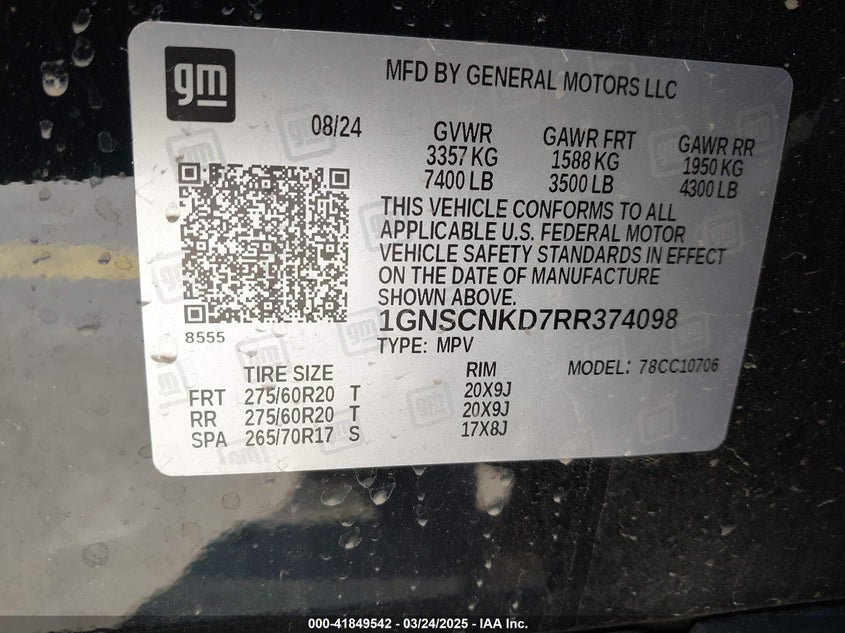 gm
MFD BY GENERAL MOTORS LLC
08/24
GVWR
3357 KG
7400 LB
GAWR FRT
1588 KG
3500 LB
GAWR RR
1950 KG
4300 LB
THIS VEHICLE CONFORMS TO ALL
APPLICABLE U.S. FEDERAL MOTOR
VEHICLE SAFETY STANDARDS IN EFFECT
ON THE DATE OF MANUFACTURE
SHOWN ABOVE.
1GNSCNKD7RR374098
TYPE: MPV
8555
MODEL: 78CC10706
TIRE SIZE
RIM
FRT 275/60R20 T 20X9J
RR 275/60R20 T 20X9J
SPA 265/70R17 S 17X8J
000-41849542 - 03/24/2025 - IAA Inc.